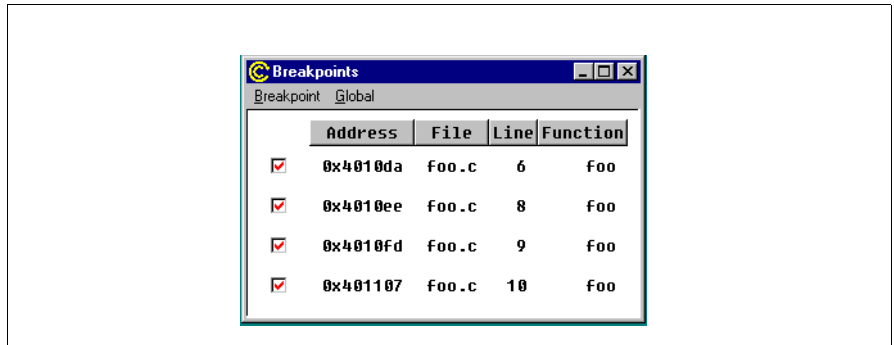 Breakpoints
Breakpoint Global
Address File Line Function
0x4010da foo.c 6 foo
0x4010ee foo.c 8 foo
0x4010fd foo.c 9 foo
0x401107 foo.c 10 foo